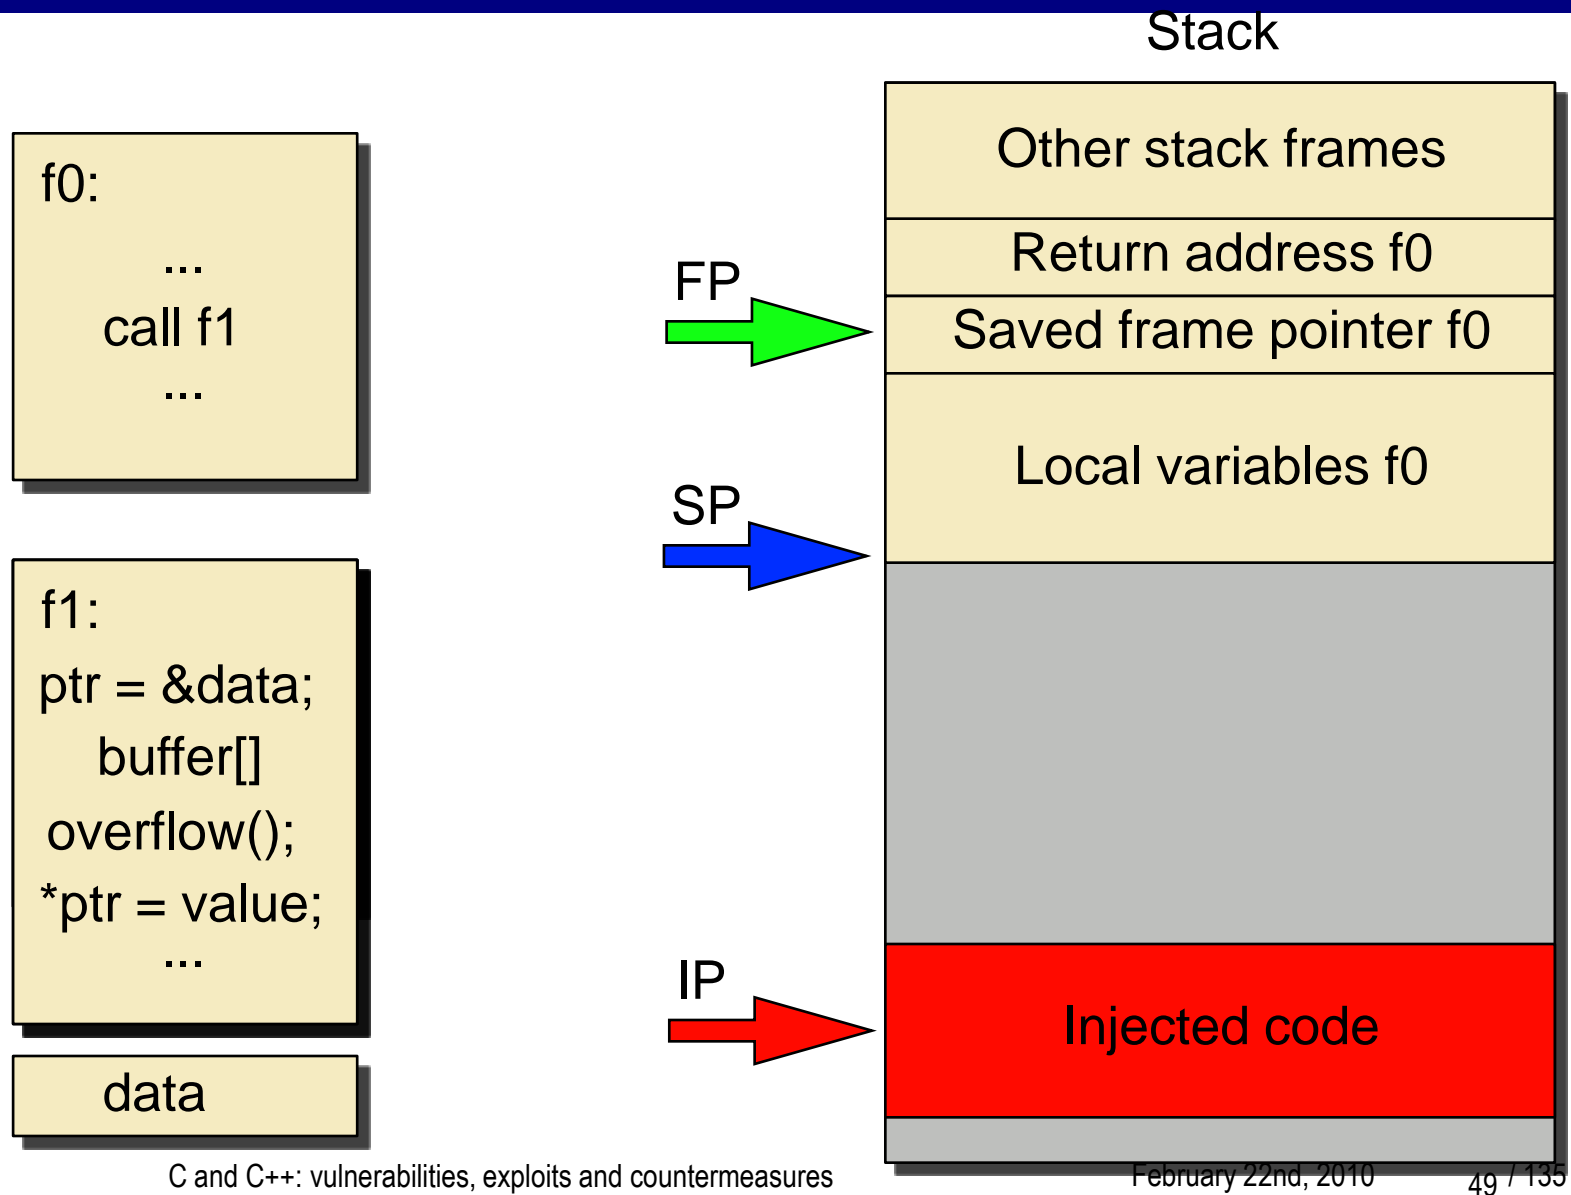 Stack
f0:
...
call f1
...
f1:
ptr = &data;
buffer[]
overflow();
*ptr = value;
...
data
FP
SP
IP
Other stack frames
Return address f0
Saved frame pointer f0
Local variables f0
Injected code
C and C++: vulnerabilities, exploits and countermeasures
February 22nd, 2010
49 / 135